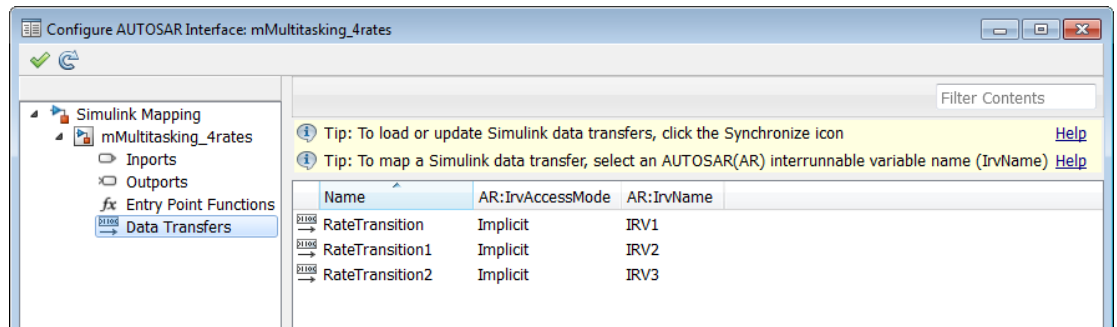 Configure AUTOSAR Interface: mMultitasking_4rates
Filter Contents
Simulink Mapping
mMultitasking_4rates
Inports
Outports
fx Entry Point Functions
Data Transfers
Tip: To load or update Simulink data transfers, click the Synchronize icon Help
Tip: To map a Simulink data transfer, select an AUTOSAR(AR) interrunnable variable name (IrvName) Help
Name AR:IrvAccessMode AR:IrvName
RateTransition Implicit IRV1
RateTransition1 Implicit IRV2
RateTransition2 Implicit IRV3